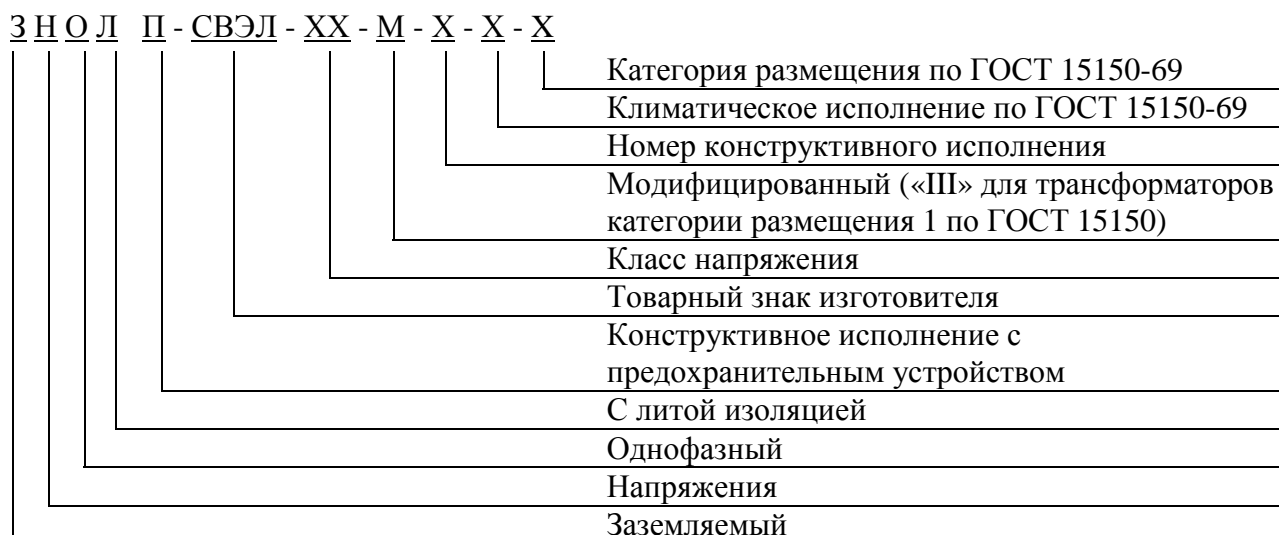 З Н О Л П - СВЭЛ - ХХ - М - Х - Х - Х
Категория размещения по ГОСТ 15150-69
Климатическое исполнение по ГОСТ 15150-69
Номер конструктивного исполнения
Модифицированный («III» для трансформаторов
категории размещения 1 по ГОСТ 15150)
Класс напряжения
Товарный знак изготовителя
Конструктивное исполнение с
предохранительным устройством
С литой изоляцией
Однофазный
Напряжения
Заземляемый